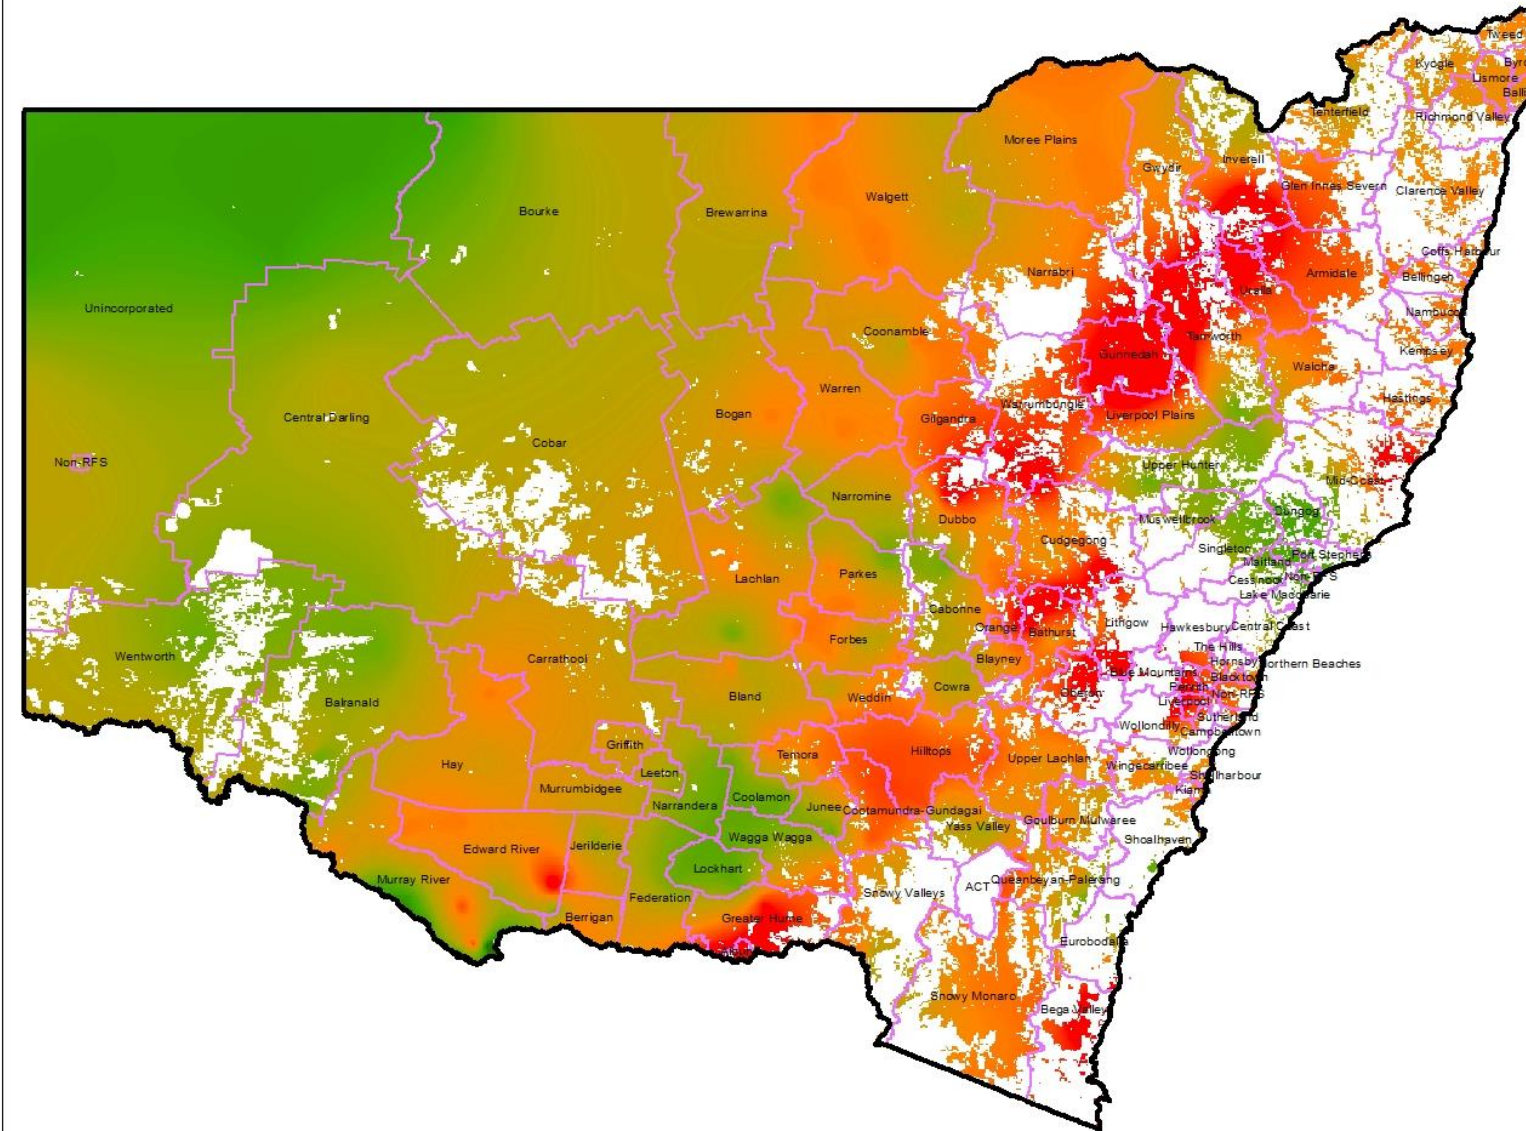 Tweed
Kyogle
Lismore
Tenterfield
Richmond Valley
Moree Plains
Inverell
Gwydir
Glen Innes Severn
Clarence Valley
Walgett
Bourke
Brewarrina
Coffs Harbour
Narrabri
Armidale
Bellingen
Uralla
Unincorporated
Nambucca
Coonamble
Tamworth
Kempsey
Gunnedah
Walcha
Warren
Hastings
Warrumbungle
Central Darling
Bogan
Gilgandra
Liverpool Plains
Cobar
Non-RFS
Upper Hunter
Mid-Coast
Narromine
Dungog
Dubbo
Muswellbrook
Cudgegong
Singleton
Port Stephens
Maitland
Lachlan
Parkes
Cessnock
Non-RFS
Lake Macquarie
Cabonne
Lithgow
Orange
Bathurst
Hawkesbury
Central Coast
Forbes
The Hills
Wentworth
Carrathool
Blayney
Hornsby
Northern Beaches
Blue Mountains
Blacktown
Cowra
Penrith
Oberon
Non-RFS
Bland
Weddin
Balranald
Liverpool
Sutherland
Wollondilly
Campbelltown
Griffith
Temora
Hilltops
Wollongong
Upper Lachlan
Hay
Wingecarribee
Leeton
Shellharbour
Murrumbidgee
Kiama
Coolamon
Narrandera
Junee
Cootamundra-Gundagai
Goulburn Mulwaree
Yass Valley
Wagga Wagga
Shoalhaven
Edward River
Jerilderie
Lockhart
Murray River
ACT
Queanbeyan-Palerang
Snowy Valleys
Federation
Berrigan
Greater Hume
Eurobodalla
Snowy Monaro
Bega Valley